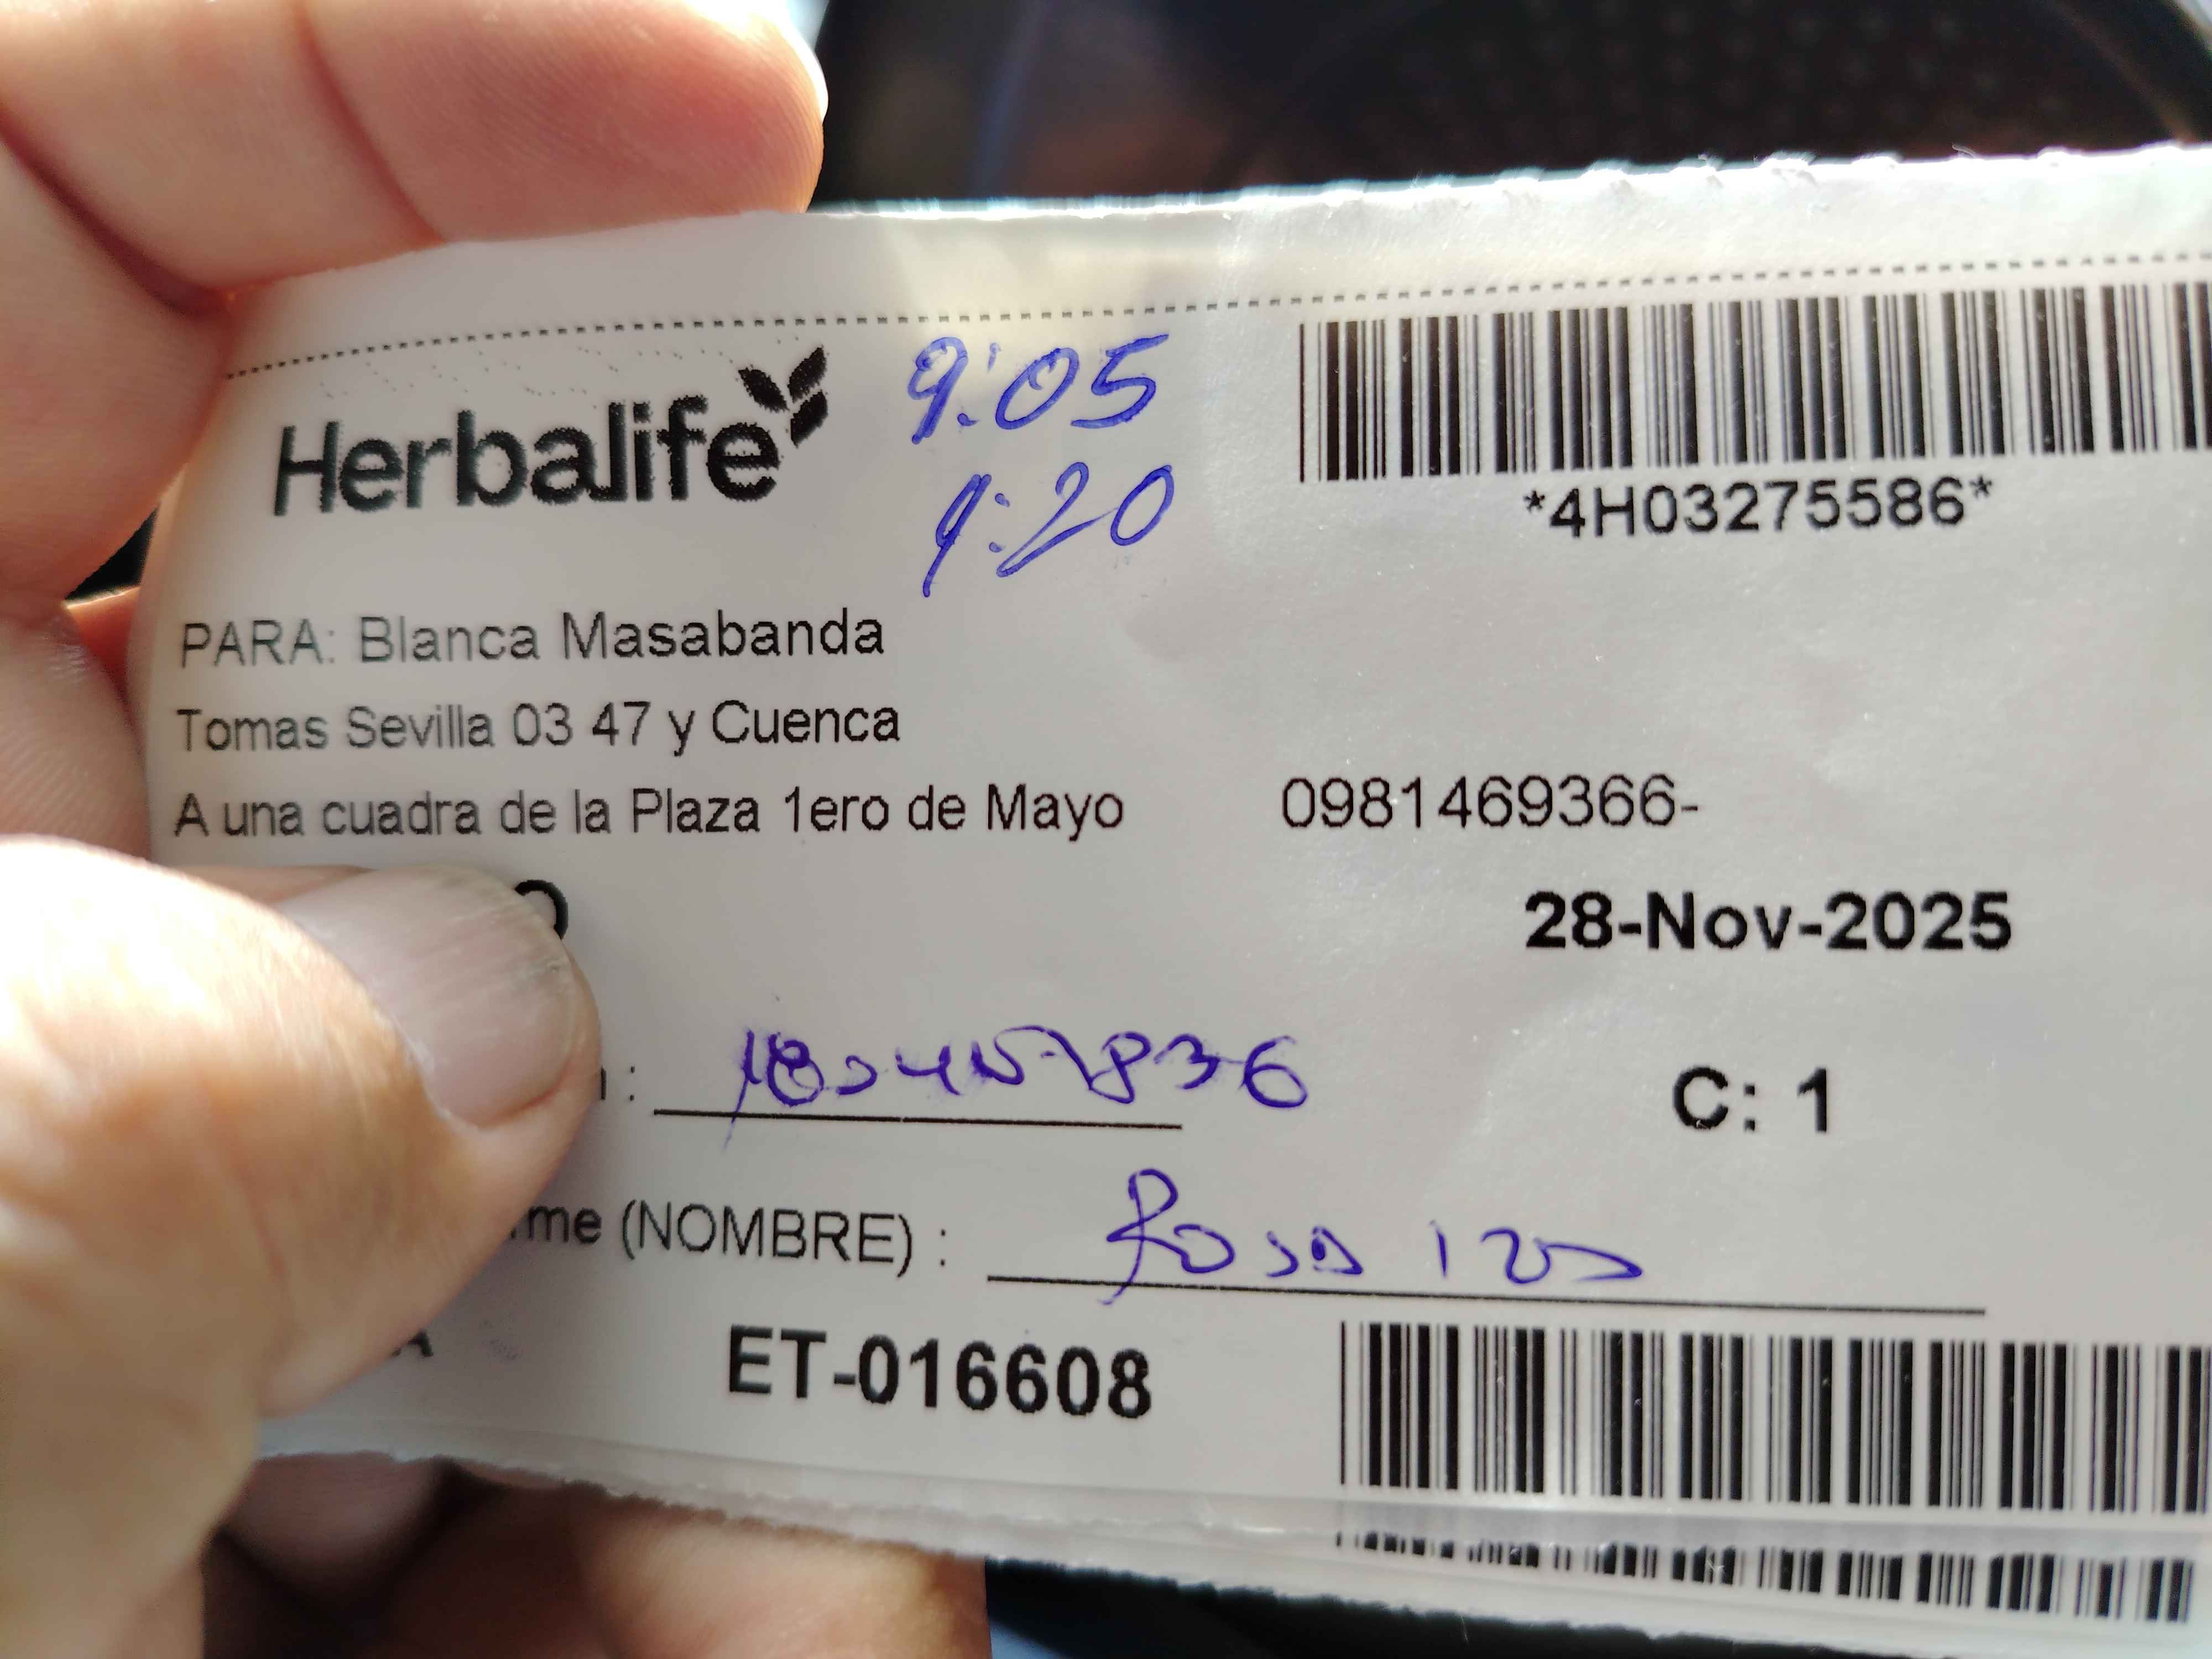 Herbalife
9:05
9:20
*4H03275586*
PARA: Blanca Masabanda
Tomas Sevilla 03 47 y Cuenca
A una cuadra de la Plaza 1ero de Mayo 0981469366-
28-Nov-2025
:
C: 1
(NOMBRE) : Rosa
ET-016608